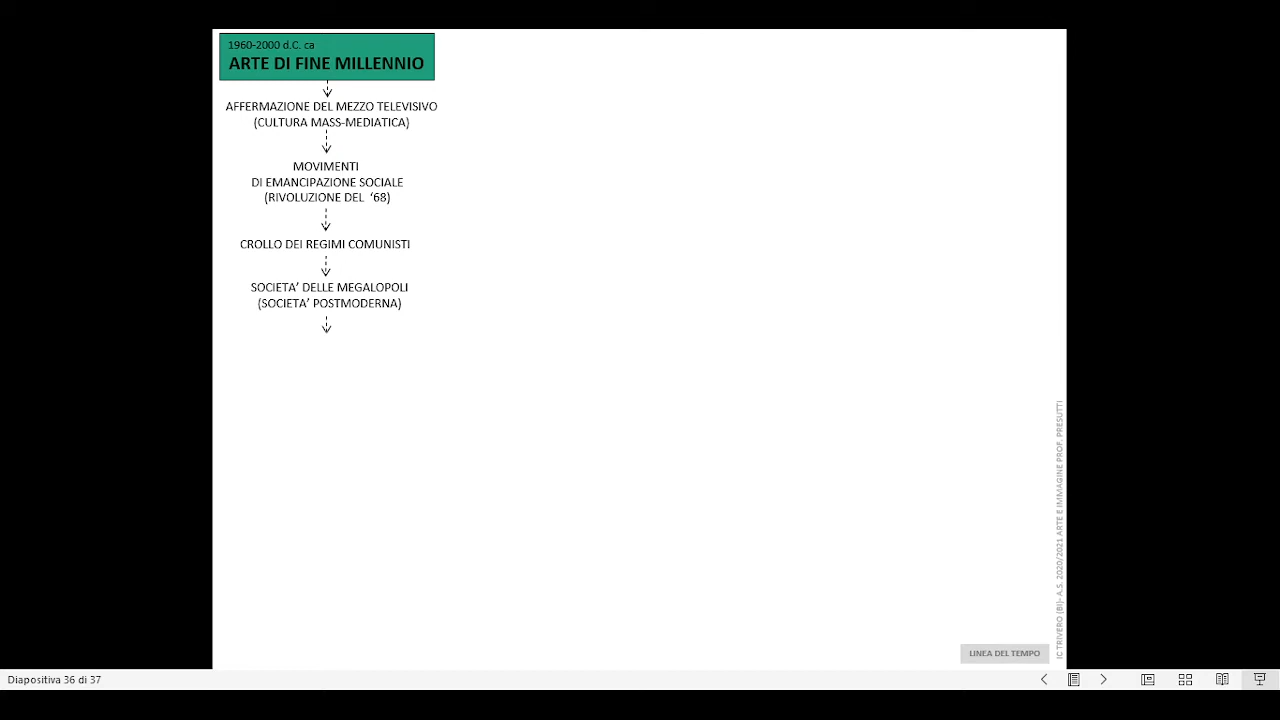 1960-2000 d.C. ca
ARTE DI FINE MILLENNIO
AFFERMAZIONE DEL MEZZO TELEVISIVO
(CULTURA MASS-MEDIATICA)
MOVIMENTI
DI EMANCIPAZIONE SOCIALE
(RIVOLUZIONE DEL ‘68)
CROLLO DEI REGIMI COMUNISTI
SOCIETA’ DELLE MEGALOPOLI
(SOCIETA’ POSTMODERNA)
IC TRIVERO (BI)- A.S. 2020/2021 ARTE E IMMAGINE PROF. PRESUTTI
LINEA DEL TEMPO
Diapositiva 36 di 37